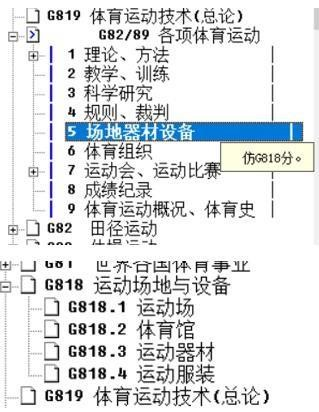 G819 体育运动技术(总论)
G82/89 各项体育运动
1 理论、方法
2 教学、训练
3 科学研究
4 规则、裁判
5 场地器材设备
6 体育组织
仿G818分。
7 运动会、运动比赛
8 成绩纪录
9 体育运动概况、体育史
G82 田径运动
G81 世界各国体育事业
G818 运动场地与设备
G818.1 运动场
G818.2 体育馆
G818.3 运动器材
G818.4 运动服装
G819 体育运动技术(总论)